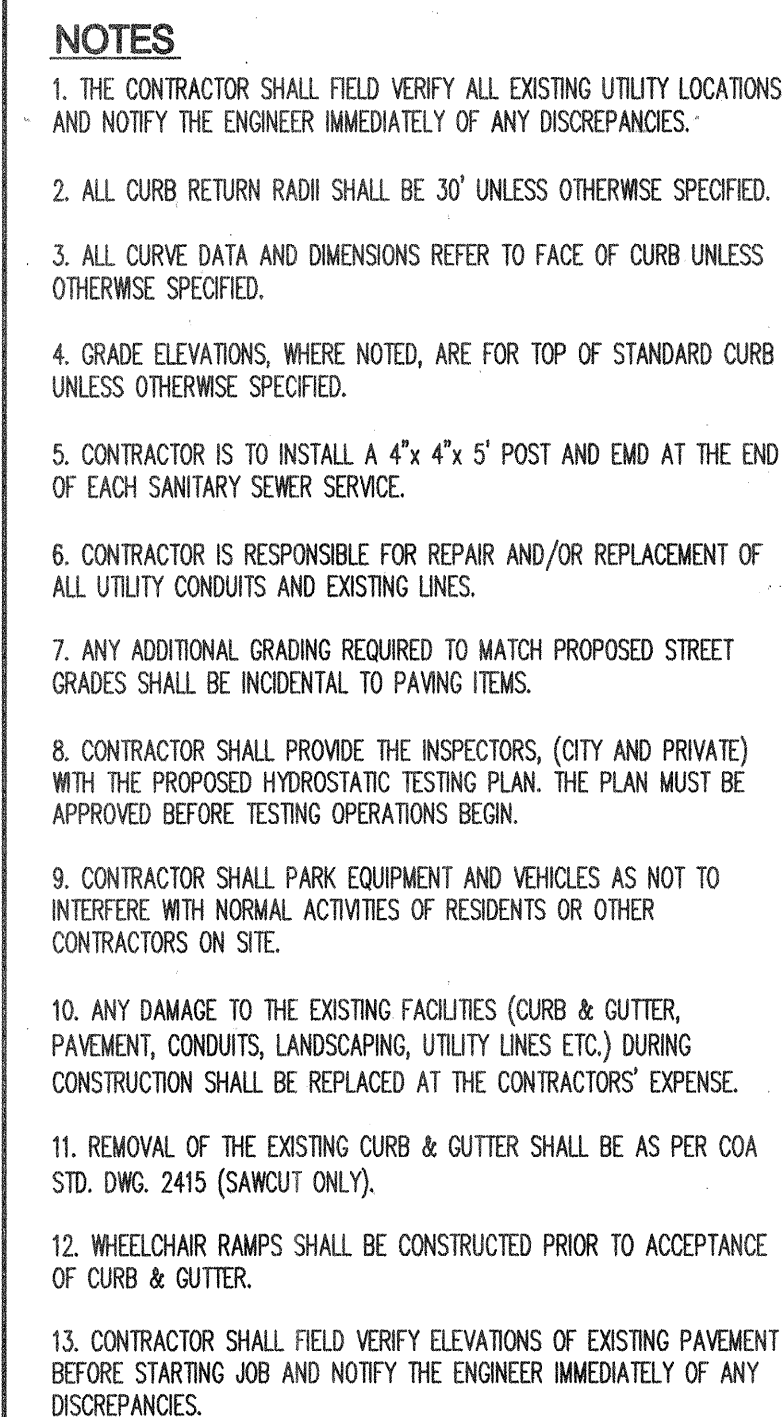 NOTES
1. THE CONTRACTOR SHALL FIELD VERIFY ALL EXISTING UTILITY LOCATIONS
AND NOTIFY THE ENGINEER IMMEDIATELY OF ANY DISCREPANCIES.
2. ALL CURB RETURN RADII SHALL BE 30' UNLESS OTHERWISE SPECIFIED.
3. ALL CURVE DATA AND DIMENSIONS REFER TO FACE OF CURB UNLESS
OTHERWISE SPECIFIED.
4. GRADE ELEVATIONS, WHERE NOTED, ARE FOR TOP OF STANDARD CURB
UNLESS OTHERWISE SPECIFIED.
5. CONTRACTOR IS TO INSTALL A 4"x 4"x 5' POST AND EMD AT THE END
OF EACH SANITARY SEWER SERVICE.
6. CONTRACTOR IS RESPONSIBLE FOR REPAIR AND/OR REPLACEMENT OF
ALL UTILITY CONDUITS AND EXISTING LINES.
7. ANY ADDITIONAL GRADING REQUIRED TO MATCH PROPOSED STREET
GRADES SHALL BE INCIDENTAL TO PAVING ITEMS.
8. CONTRACTOR SHALL PROVIDE THE INSPECTORS, (CITY AND PRIVATE)
WITH THE PROPOSED HYDROSTATIC TESTING PLAN. THE PLAN MUST BE
APPROVED BEFORE TESTING OPERATIONS BEGIN.
9. CONTRACTOR SHALL PARK EQUIPMENT AND VEHICLES AS NOT TO
INTERFERE WITH NORMAL ACTIVITIES OF RESIDENTS OR OTHER
CONTRACTORS ON SITE.
10. ANY DAMAGE TO THE EXISTING FACILITIES (CURB & GUTTER,
PAVEMENT, CONDUITS, LANDSCAPING, UTILITY LINES ETC.) DURING
CONSTRUCTION SHALL BE REPLACED AT THE CONTRACTORS' EXPENSE.
11. REMOVAL OF THE EXISTING CURB & GUTTER SHALL BE AS PER COA
STD. DWG. 2415 (SAWCUT ONLY).
12. WHEELCHAIR RAMPS SHALL BE CONSTRUCTED PRIOR TO ACCEPTANCE
OF CURB & GUTTER.
13. CONTRACTOR SHALL FIELD VERIFY ELEVATIONS OF EXISTING PAVEMENT
BEFORE STARTING JOB AND NOTIFY THE ENGINEER IMMEDIATELY OF ANY
DISCREPANCIES.